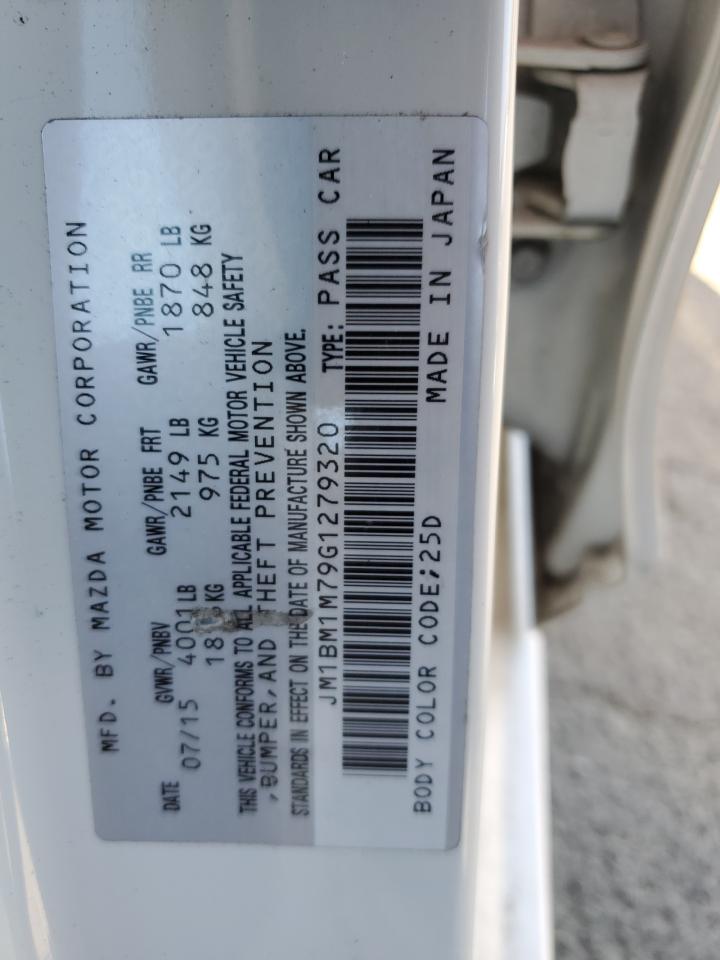 MFD. BY MAZDA MOTOR CORPORATION
DATE GVWR/PNBV GAWR/PNBE FRT GAWR/PNBE RR
07/15 4001LB 2149 LB 1870 LB
KG 975 KG 848 KG
THIS VEHICLE CONFORMS TO ALL APPLICABLE FEDERAL MOTOR VEHICLE SAFETY
,BUMPER,AND THEFT PREVENTION
STANDARDS IN EFFECT ON THE DATE OF MANUFACTURE SHOWN ABOVE.
JM1BM1M79G1279320 TYPE: PASS CAR
BODY COLOR CODE;25D MADE IN JAPAN